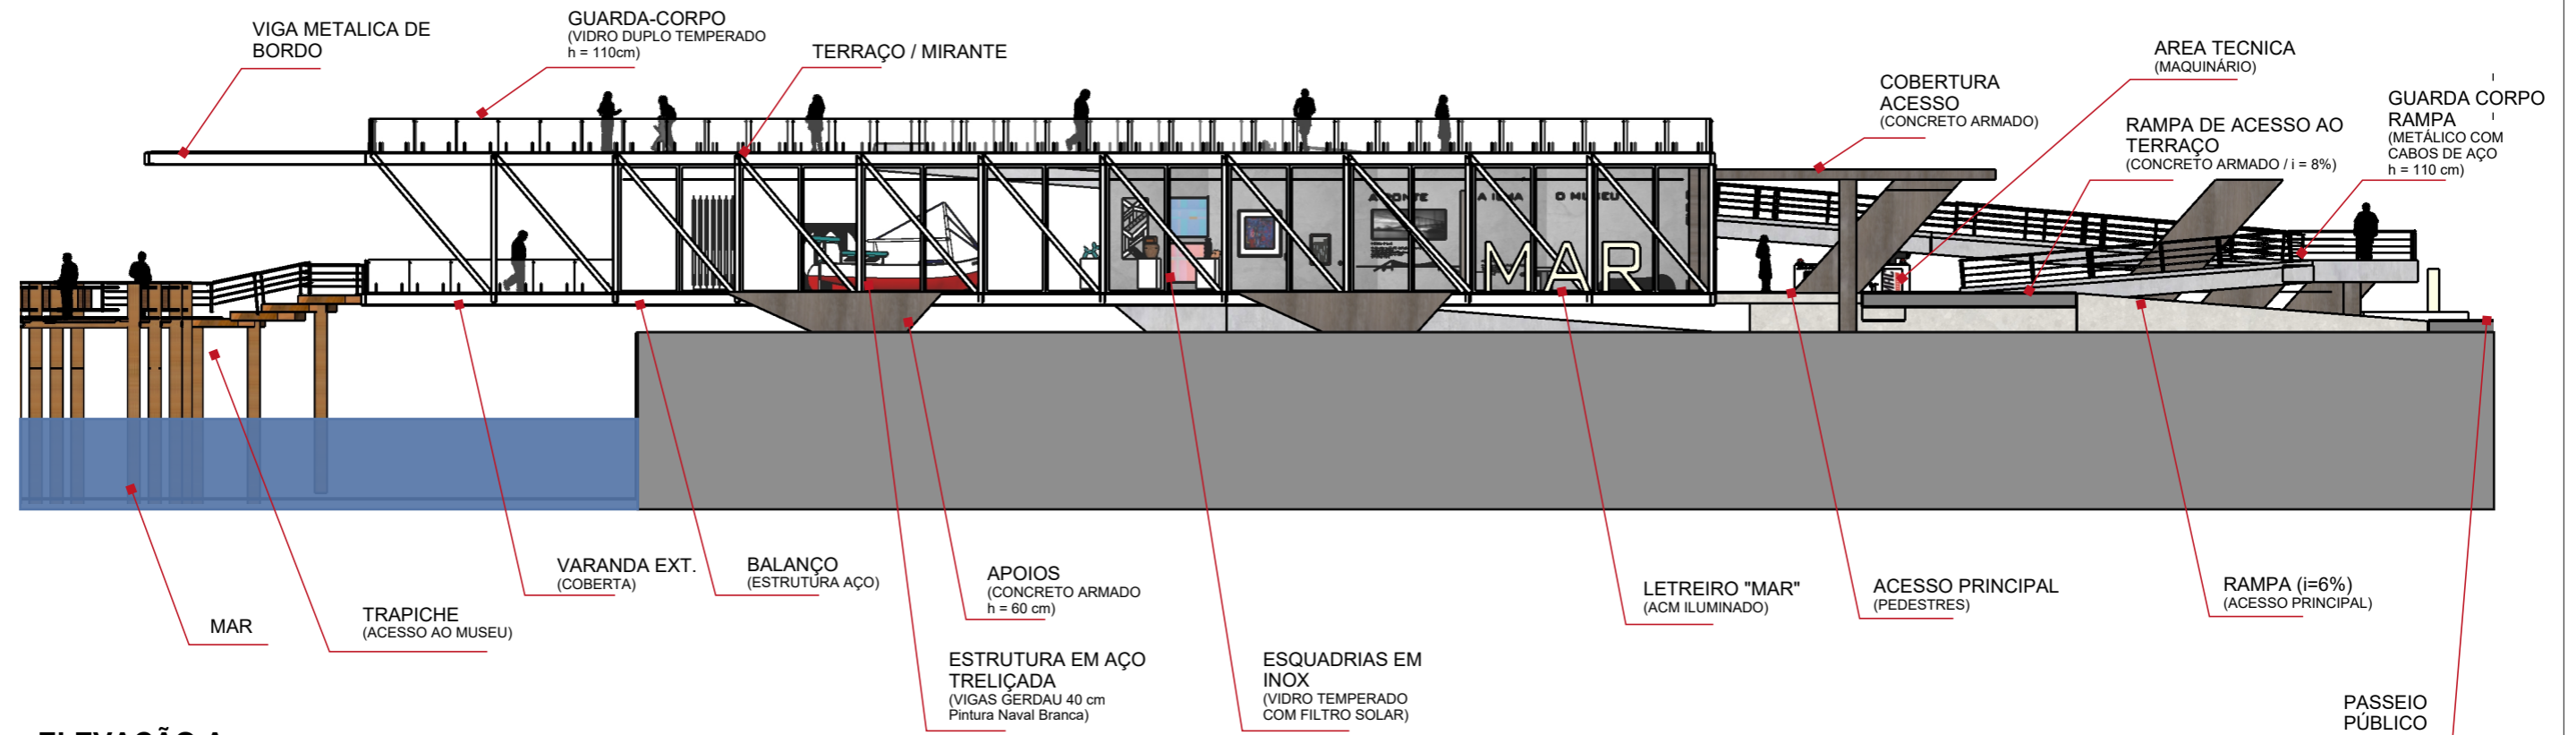 VIGA METALICA DE
BORDO
GUARDA-CORPO
(VIDRO DUPLO TEMPERADO
h = 110cm)
TERRAÇO / MIRANTE
COBERTURA
ACESSO
(CONCRETO ARMADO)
AREA TECNICA
(MAQUINÁRIO)
RAMPA DE ACESSO AO
TERRAÇO
(CONCRETO ARMADO / i = 8%)
GUARDA CORPO
RAMPA
(METÁLICO COM
CABOS DE AÇO
h = 110 cm)
A PONTE
A ILHA
O MUSEU
MAR
MAR
TRAPICHE
(ACESSO AO MUSEU)
VARANDA EXT.
(COBERTA)
BALANÇO
(ESTRUTURA AÇO)
APOIOS
(CONCRETO ARMADO
h = 60 cm)
ESTRUTURA EM AÇO
TRELIÇADA
(VIGAS GERDAU 40 cm
Pintura Naval Branca)
ESQUADRIAS EM
INOX
(VIDRO TEMPERADO
COM FILTRO SOLAR)
LETREIRO "MAR"
(ACM ILUMINADO)
ACESSO PRINCIPAL
(PEDESTRES)
RAMPA (i=6%)
(ACESSO PRINCIPAL)
PASSEIO
PÚBLICO
ELEVAÇÃO A